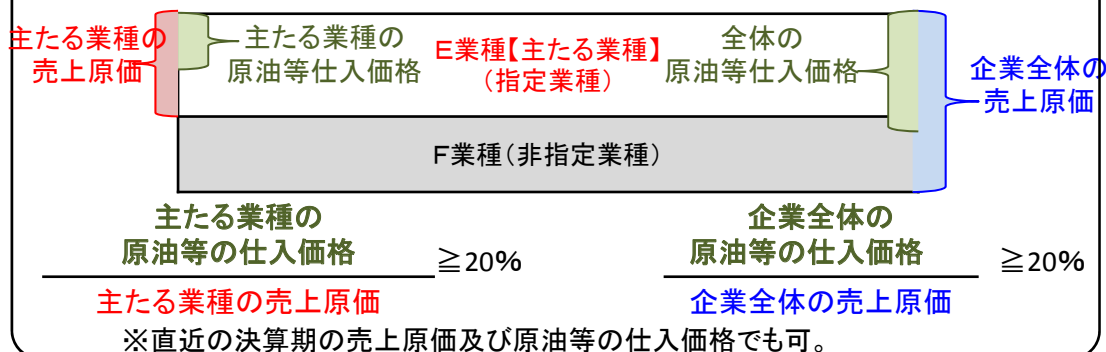 主たる業種の
売上原価
主たる業種の
原油等仕入価格
E業種【主たる業種】
（指定業種）
全体の
原油等仕入価格
企業全体の
売上原価
F業種（非指定業種）
主たる業種の
原油等の仕入価格
≧20%
主たる業種の売上原価
企業全体の
原油等の仕入価格
≧20%
企業全体の売上原価
※直近の決算期の売上原価及び原油等の仕入価格でも可。